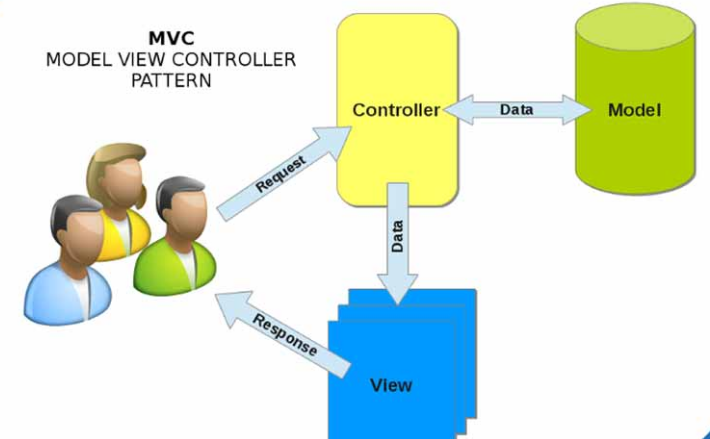 MVC
MODEL VIEW CONTROLLER
PATTERN
Controller
Data
Model
Request
Data
Response
View